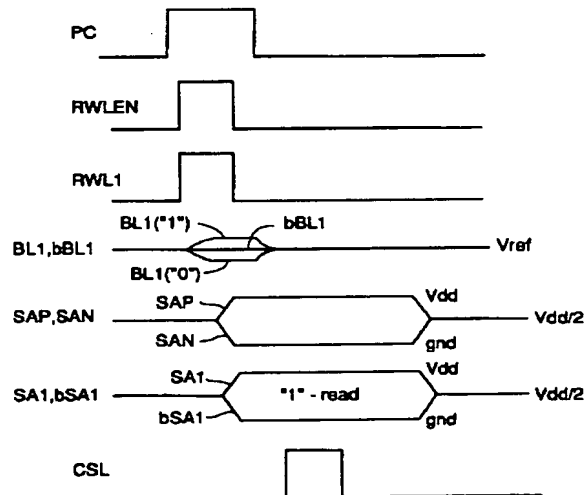 PC
RWLEN
RWL1
BL1("1") bBL1
BL1,bBL1 Vref
BL1("0")
SAP Vdd
SAP,SAN Vdd/2
SAN gnd
SA1 Vdd
SA1,bSA1 "1" - read Vdd/2
bSA1 gnd
CSL